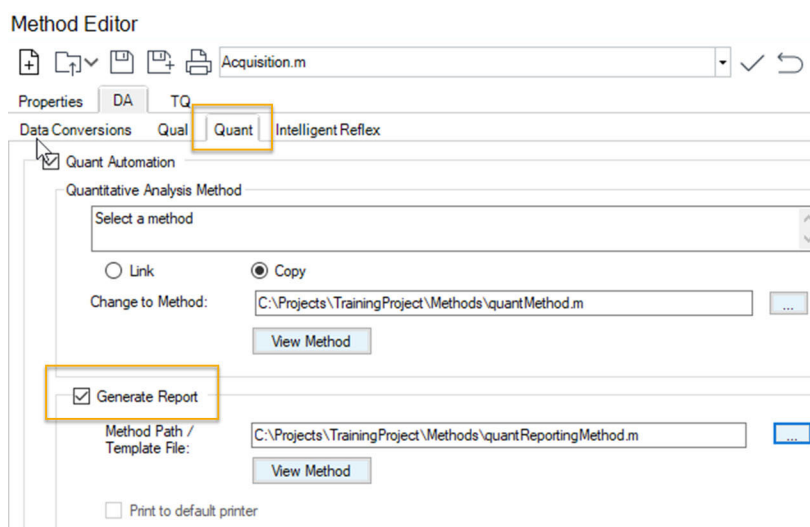 Method Editor
Acquisition.m
Properties DA TQ
Data Conversions Qual Quant Intelligent Reflex
Quant Automation
Quantitative Analysis Method
Select a method
Link Copy
Change to Method: C:\Projects\TrainingProject\Methods\quantMethod.m ...
View Method
Generate Report
Method Path /
Template File: C:\Projects\TrainingProject\Methods\quantReportingMethod.m ...
View Method
Print to default printer